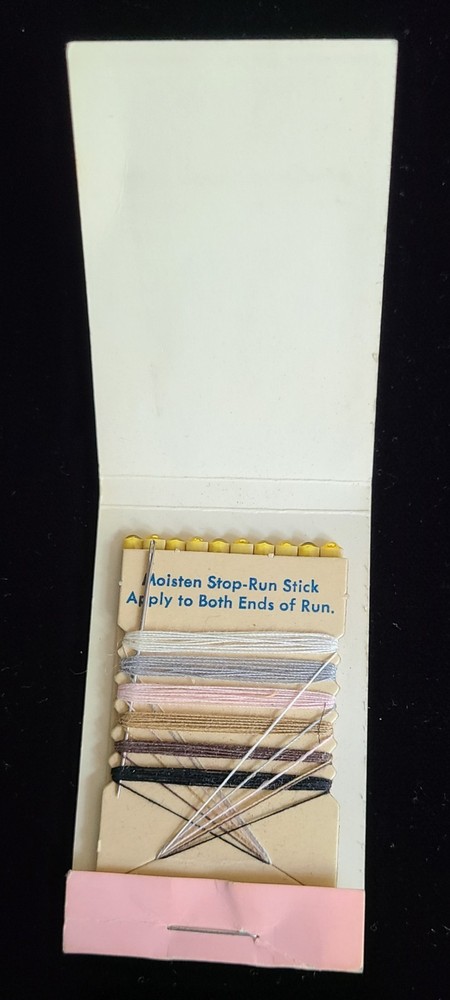 Moisten Stop-Run Stick
Apply to Both Ends of Run.